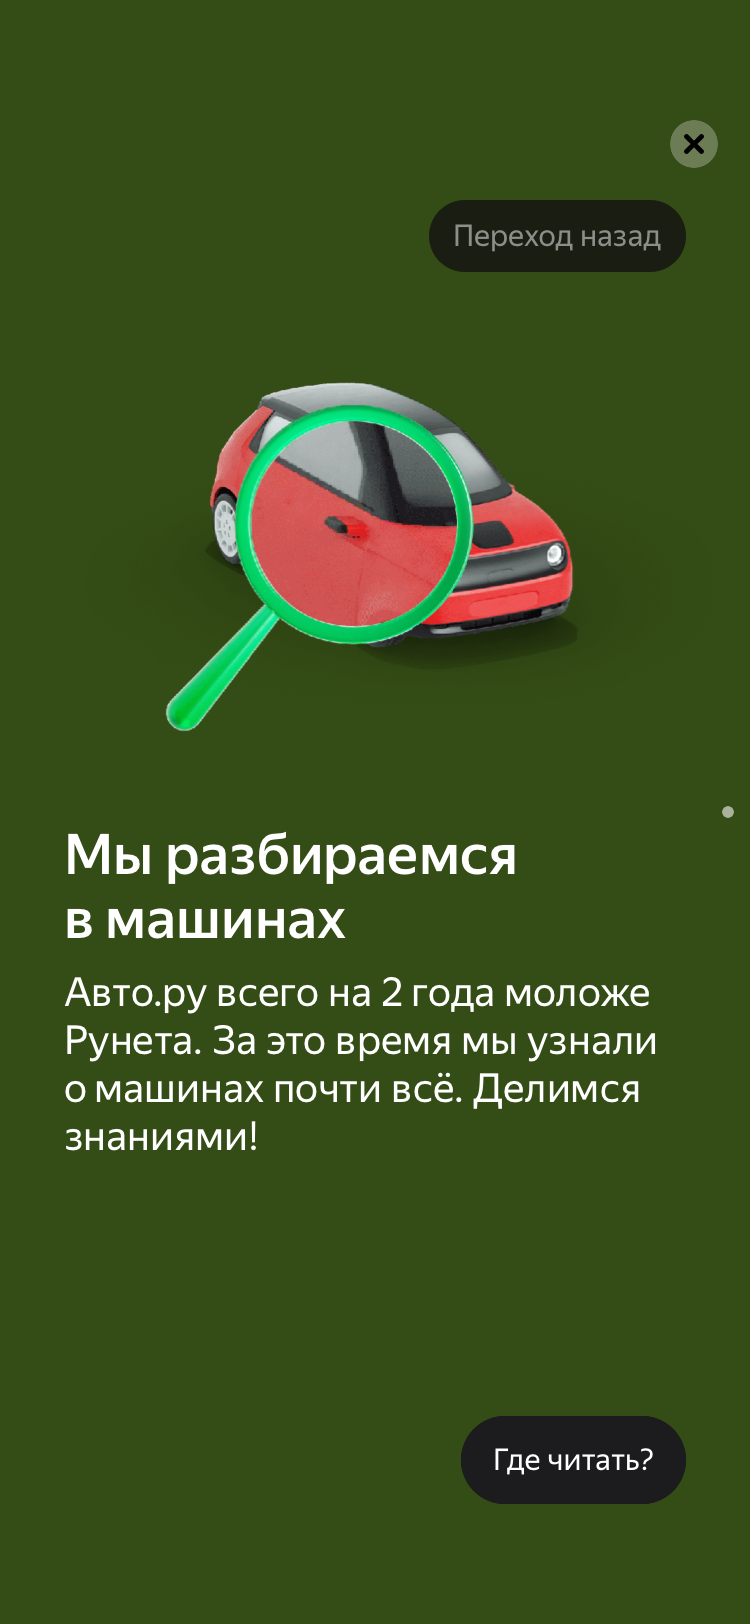 Переход назад
Мы разбираемся
в машинах
Авто.ру всего на 2 года моложе
Рунета. За это время мы узнали
о машинах почти всё. Делимся
знаниями!
Где читать?